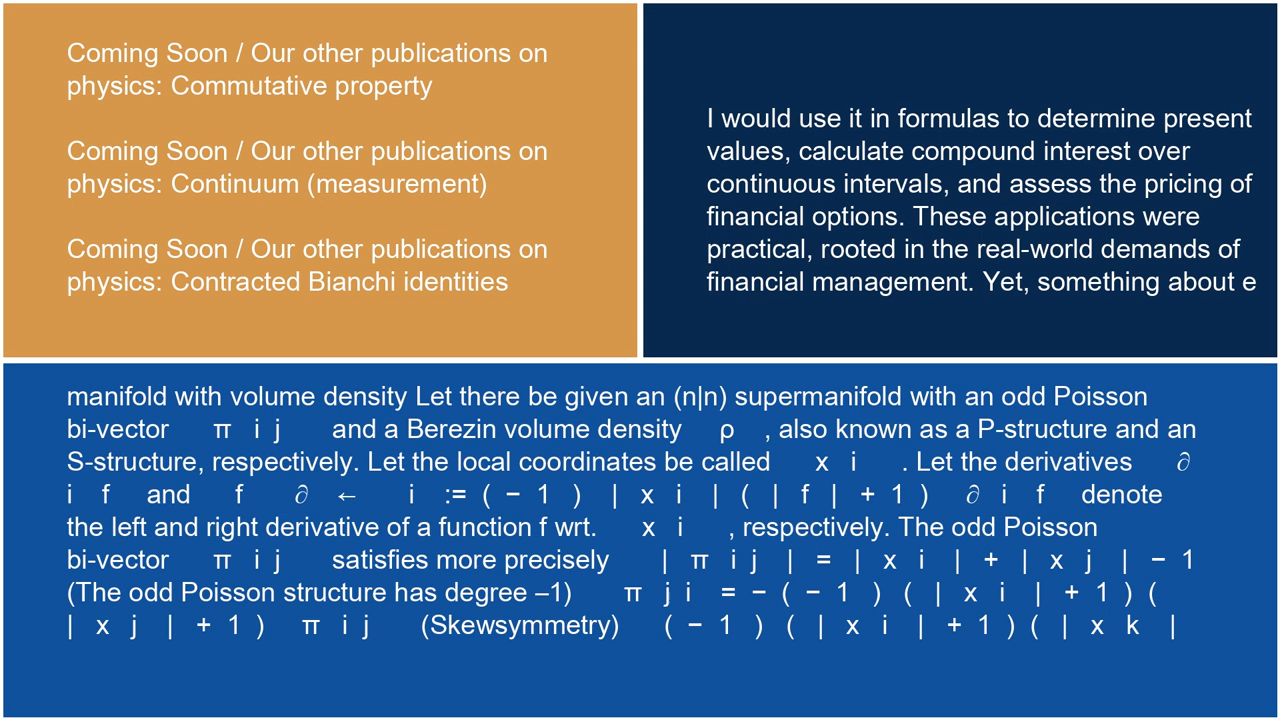 Coming Soon / Our other publications on
physics: Commutative property
Coming Soon / Our other publications on
physics: Continuum (measurement)
Coming Soon / Our other publications on
physics: Contracted Bianchi identities
I would use it in formulas to determine present
values, calculate compound interest over
continuous intervals, and assess the pricing of
financial options. These applications were
practical, rooted in the real-world demands of
financial management. Yet, something about e
manifold with volume density Let there be given an (n|n) supermanifold with an odd Poisson
bi-vector π i j and a Berezin volume density ρ , also known as a P-structure and an
S-structure, respectively. Let the local coordinates be called x i . Let the derivatives ∂
i f and f ∂ ← i := ( − 1 ) | x i | ( | f | + 1 ) ∂ i f denote
the left and right derivative of a function f wrt. x i , respectively. The odd Poisson
bi-vector π i j satisfies more precisely | π i j | = | x i | + | x j | − 1
(The odd Poisson structure has degree –1) π j i = − ( − 1 ) ( | x i | + 1 ) (
| x j | + 1 ) π i j (Skewsymmetry) ( − 1 ) ( | x i | + 1 ) ( | x k |